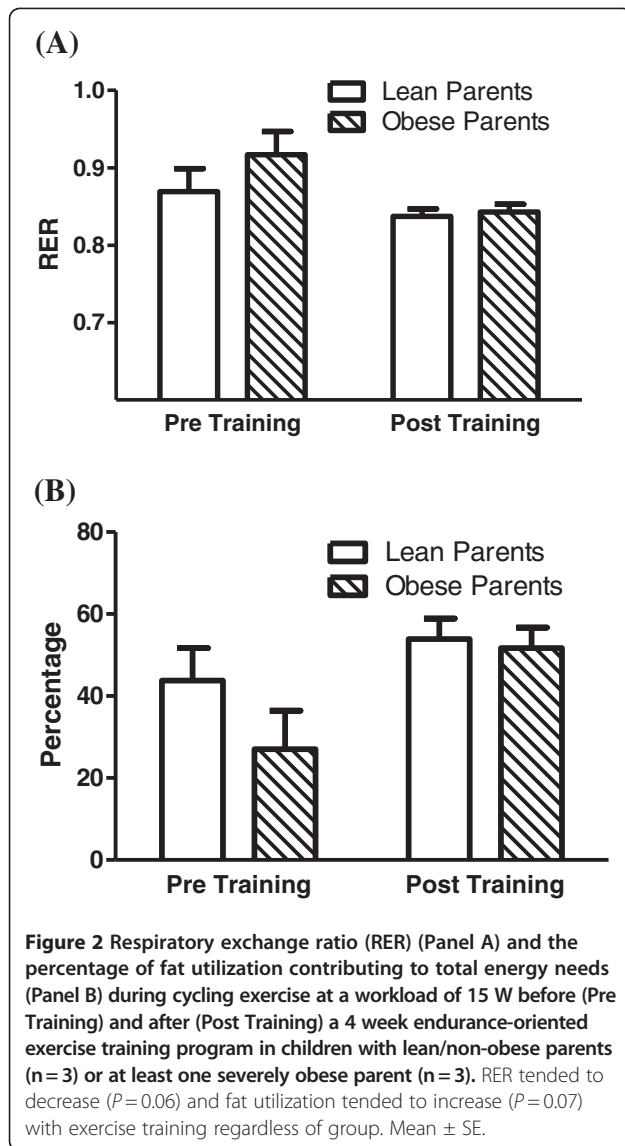 (A)
1.0
0.9
0.8
0.7
RER
Lean Parents
Obese Parents
Pre Training
Post Training
(B)
80
60
40
20
0
Percentage
Lean Parents
Obese Parents
Pre Training
Post Training
Figure 2 Respiratory exchange ratio (RER) (Panel A) and the
percentage of fat utilization contributing to total energy needs
(Panel B) during cycling exercise at a workload of 15 W before (Pre
Training) and after (Post Training) a 4 week endurance-oriented
exercise training program in children with lean/non-obese parents
(n = 3) or at least one severely obese parent (n = 3). RER tended to
decrease (P = 0.06) and fat utilization tended to increase (P = 0.07)
with exercise training regardless of group. Mean ± SE.